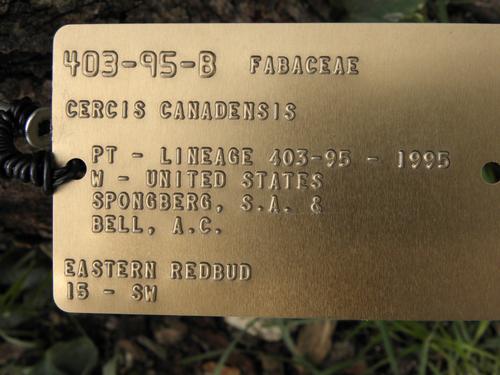 403-95-B FABACEAE
CERCIS CANADENSIS
PT - LINEAGE 403-95 - 1995
W - UNITED STATES
SPONGBERG, S.A. &
BELL, A.C.
EASTERN REDBUD
15 - SW